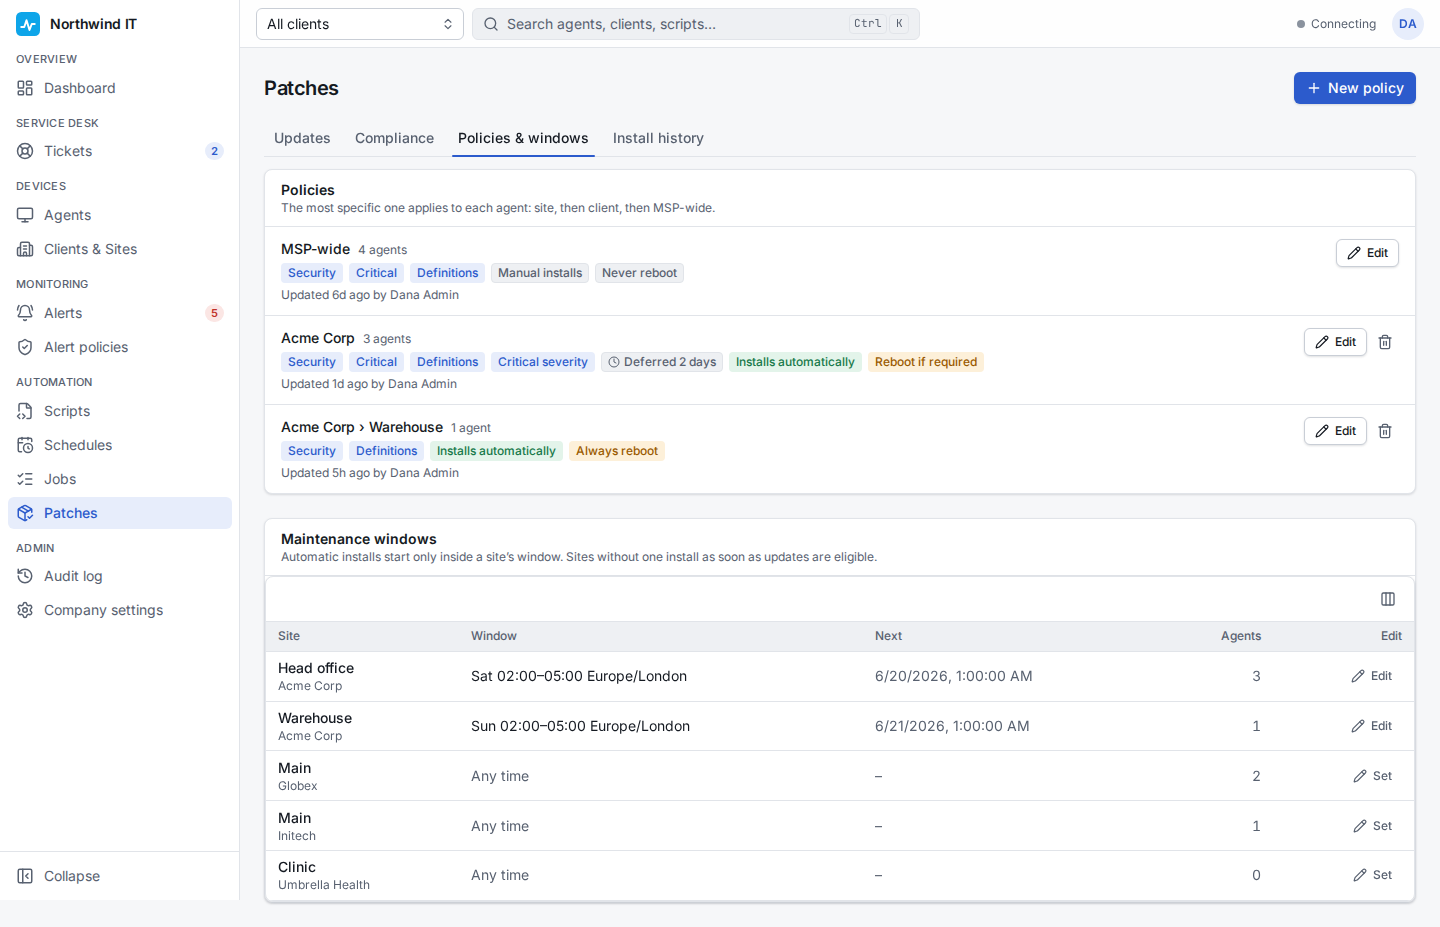 Northwind IT
All clients
Search agents, clients, scripts...
Ctrl K
Connecting
DA
OVERVIEW
Dashboard
SERVICE DESK
Tickets 2
DEVICES
Agents
Clients & Sites
MONITORING
Alerts 5
Alert policies
AUTOMATION
Scripts
Schedules
Jobs
Patches
ADMIN
Audit log
Company settings
Collapse
Patches
New policy
Updates Compliance Policies & windows Install history
Policies
The most specific one applies to each agent: site, then client, then MSP-wide.
MSP-wide 4 agents
Edit
Security Critical Definitions Manual installs Never reboot
Updated 6d ago by Dana Admin
Acme Corp 3 agents
Edit
Security Critical Definitions Critical severity Deferred 2 days Installs automatically Reboot if required
Updated 1d ago by Dana Admin
Acme Corp › Warehouse 1 agent
Edit
Security Definitions Installs automatically Always reboot
Updated 5h ago by Dana Admin
Maintenance windows
Automatic installs start only inside a site's window. Sites without one install as soon as updates are eligible.
Site Window Next Agents Edit
Head office
Acme Corp
Sat 02:00–05:00 Europe/London 6/20/2026, 1:00:00 AM 3 Edit
Warehouse
Acme Corp
Sun 02:00–05:00 Europe/London 6/21/2026, 1:00:00 AM 1 Edit
Main
Globex
Any time – 2 Set
Main
Initech
Any time – 1 Set
Clinic
Umbrella Health
Any time – 0 Set